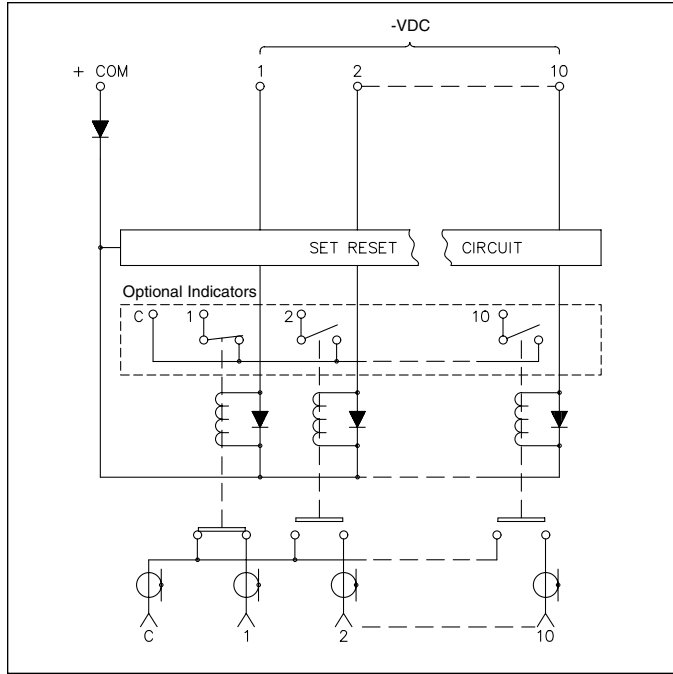 -VDC
+ COM
1
2
10
SET RESET CIRCUIT
Optional Indicators
C 1 2 10
C 1 2 10